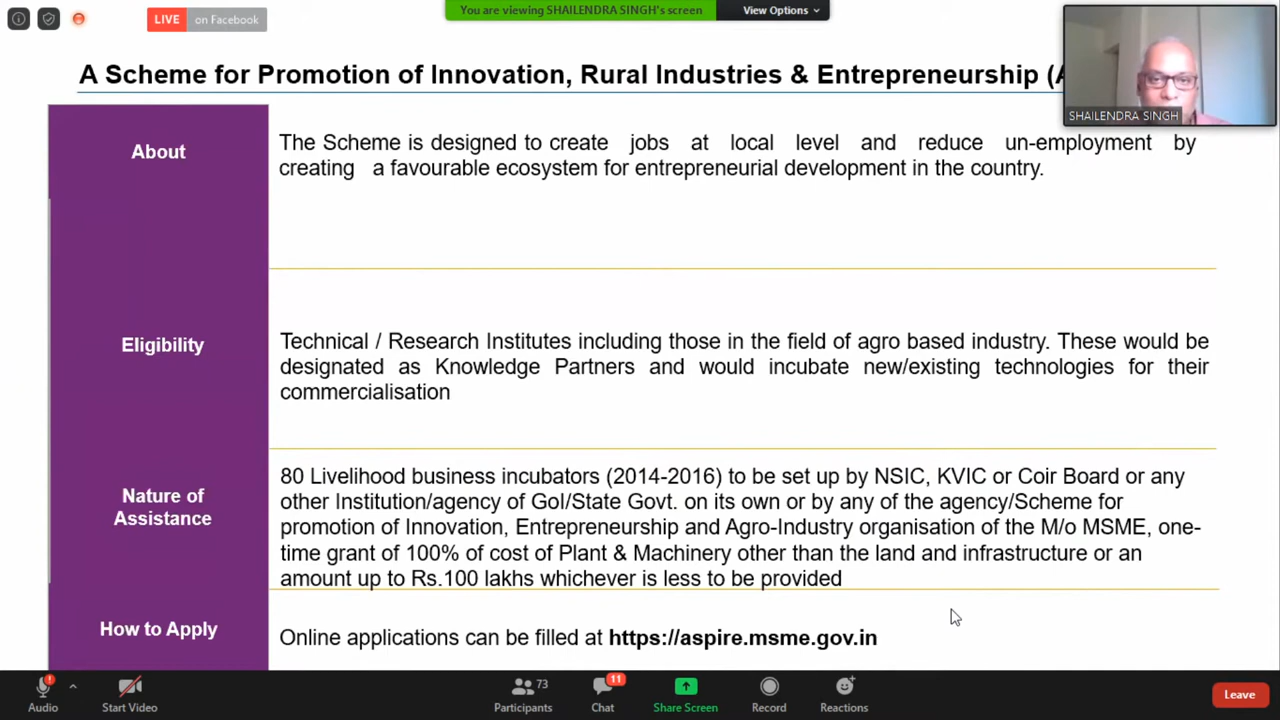 LIVE on Facebook
You are viewing SHAILENDRA SINGH's screen
View Options
A Scheme for Promotion of Innovation, Rural Industries & Entrepreneurship (
SHAILENDRA SINGH
About
The Scheme is designed to create jobs at local level and reduce un-employment by
creating a favourable ecosystem for entrepreneurial development in the country.
Eligibility
Technical / Research Institutes including those in the field of agro based industry. These would be
designated as Knowledge Partners and would incubate new/existing technologies for their
commercialisation
Nature of
Assistance
80 Livelihood business incubators (2014-2016) to be set up by NSIC, KVIC or Coir Board or any
other Institution/agency of GoI/State Govt. on its own or by any of the agency/Scheme for
promotion of Innovation, Entrepreneurship and Agro-Industry organisation of the M/o MSME, one-
time grant of 100% of cost of Plant & Machinery other than the land and infrastructure or an
amount up to Rs.100 lakhs whichever is less to be provided
How to Apply
Online applications can be filled at https://aspire.msme.gov.in
Audio
Start Video
73
Participants
11
Chat
Share Screen
Record
Reactions
Leave